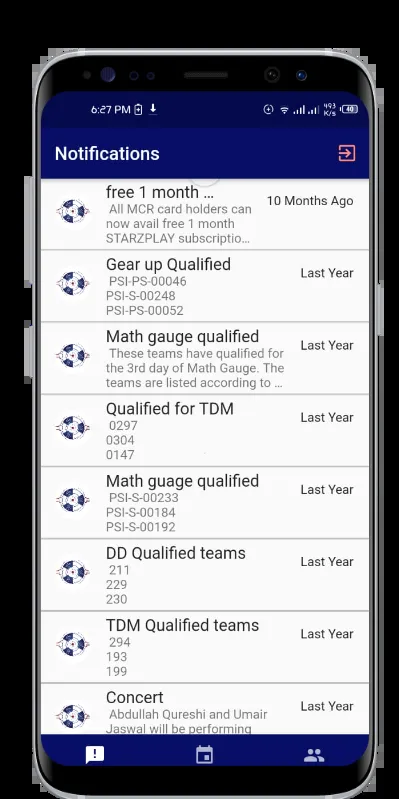 6:27 PM
493
K/s
40
Notifications
free 1 month ...
10 Months Ago
All MCR card holders can
now avail free 1 month
STARZPLAY subscriptio...
Gear up Qualified
Last Year
PSI-PS-00046
PSI-S-00248
PSI-PS-00052
Math gauge qualified
Last Year
These teams have qualified for
the 3rd day of Math Gauge. The
teams are listed according to ...
Qualified for TDM
Last Year
0297
0304
0147
Math guage qualified
Last Year
PSI-S-00233
PSI-S-00184
PSI-S-00192
DD Qualified teams
Last Year
211
229
230
TDM Qualified teams
Last Year
294
193
199
Concert
Last Year
Abdullah Qureshi and Umair
Jaswal will be performing